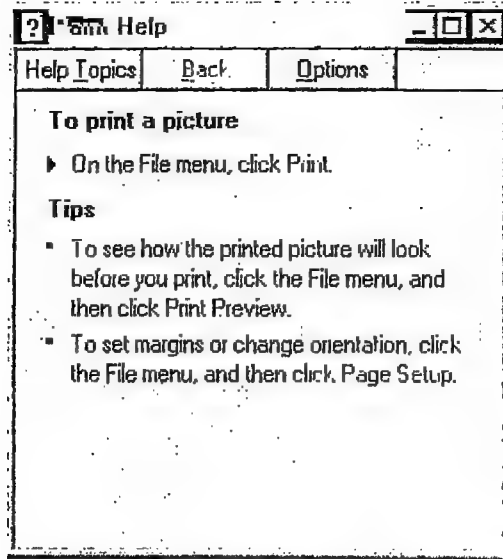 Help
Help Topics Back Options
To print a picture
On the File menu, click Print.
Tips
To see how the printed picture will look
before you print, click the File menu, and
then click Print Preview.
To set margins or change orientation, click
the File menu, and then click Page Setup.